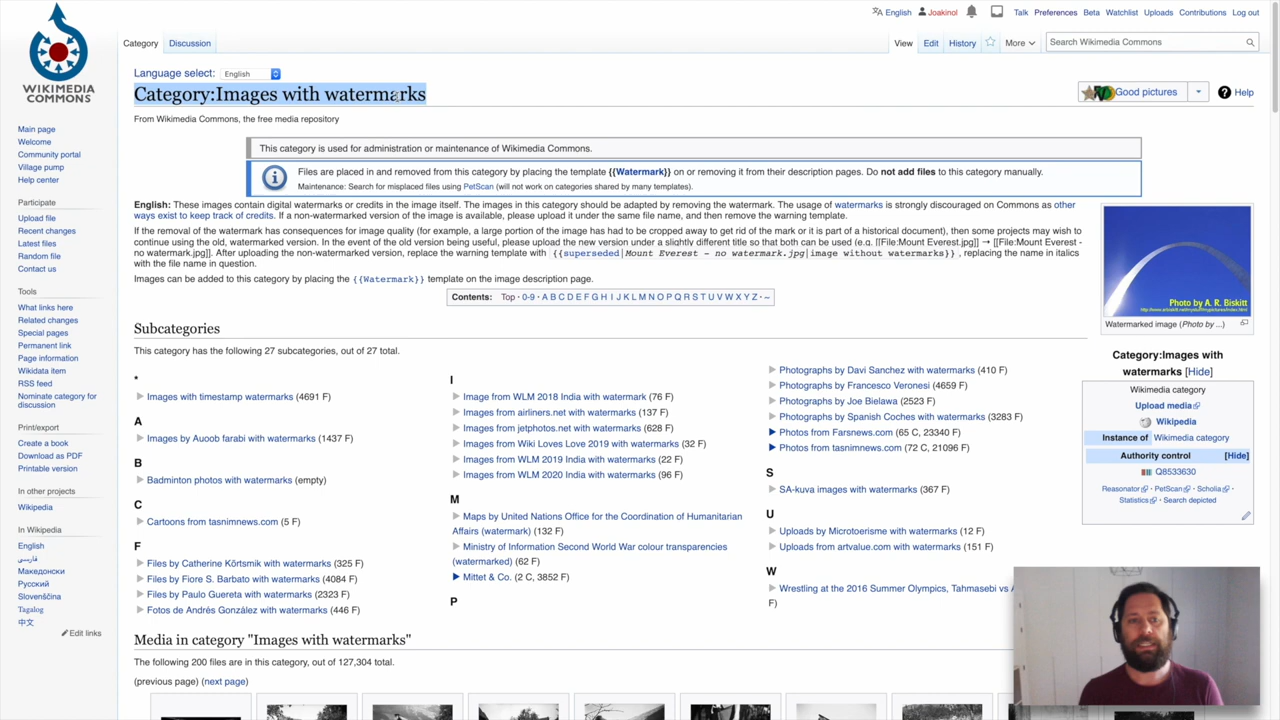 English Joakinol Talk Preferences Beta Watchlist Uploads Contributions Log out
Category Discussion View Edit History More Search Wikimedia Commons
WIKIMEDIA
COMMONS
Main page
Welcome
Community portal
Village pump
Help center
Participate
Upload file
Recent changes
Latest files
Random file
Contact us
Tools
What links here
Related changes
Special pages
Permanent link
Page information
Wikidata item
RSS feed
Nominate category for
discussion
Print/export
Create a book
Download as PDF
Printable version
In other projects
Wikipedia
In Wikipedia
English
فارسی
Македонски
Русский
Slovenščina
Tagalog
中文
Edit links
Language select: English
Category:Images with watermarks
Good pictures Help
From Wikimedia Commons, the free media repository
This category is used for administration or maintenance of Wikimedia Commons.
Files are placed in and removed from this category by placing the template {{Watermark}} on or removing it from their description pages. Do not add files to this category manually.
Maintenance: Search for misplaced files using PetScan (will not work on categories shared by many templates).
English: These images contain digital watermarks or credits in the image itself. The images in this category should be adapted by removing the watermark. The usage of watermarks is strongly discouraged on Commons as other
ways exist to keep track of credits. If a non-watermarked version of the image is available, please upload it under the same file name, and then remove the warning template.
If the removal of the watermark has consequences for image quality (for example, a large portion of the image has had to be cropped away to get rid of the mark or it is part of a historical document), then some projects may wish to
continue using the old, watermarked version. In the event of the old version being useful, please upload the new version under a slightly different title so that both can be used (e.g. [[File:Mount Everest.jpg]] → [[File:Mount Everest -
no watermark.jpg]]. After uploading the non-watermarked version, replace the warning template with {{superseded|Mount Everest - no watermark.jpg|image without watermarks}}, replacing the name in italics
with the file name in question.
Images can be added to this category by placing the {{Watermark}} template on the image description page.
Contents: Top · 0-9 · A B C D E F G H I J K L M N O P Q R S T U V W X Y Z · ~
Photo by A. R. Biskitt
Watermarked image (Photo by ...)
Subcategories
This category has the following 27 subcategories, out of 27 total.
*
Images with timestamp watermarks (4691 F)
A
Images by Auoob farabi with watermarks (1437 F)
B
Badminton photos with watermarks (empty)
C
Cartoons from tasnimnews.com (5 F)
F
Files by Catherine Kõrtsmik with watermarks (325 F)
Files by Fiore S. Barbato with watermarks (4084 F)
Files by Paulo Guereta with watermarks (2323 F)
Fotos de Andrés González with watermarks (446 F)
I
Image from WLM 2018 India with watermark (76 F)
Images from airliners.net with watermarks (137 F)
Images from jetphotos.net with watermarks (628 F)
Images from Wiki Loves Love 2019 with watermarks (32 F)
Images from WLM 2019 India with watermarks (22 F)
Images from WLM 2020 India with watermarks (96 F)
M
Maps by United Nations Office for the Coordination of Humanitarian
Affairs (watermark) (132 F)
Ministry of Information Second World War colour transparencies
(watermarked) (62 F)
Mittet & Co. (2 C, 3852 F)
P
Photographs by Davi Sanchez with watermarks (410 F)
Photographs by Francesco Veronesi (4659 F)
Photographs by Joe Bielawa (2523 F)
Photographs by Spanish Coches with watermarks (3283 F)
Photos from Farsnews.com (65 C, 23340 F)
Photos from tasnimnews.com (72 C, 21096 F)
S
SA-kuva images with watermarks (367 F)
U
Uploads by Microtoerisme with watermarks (12 F)
Uploads from artvalue.com with watermarks (151 F)
W
Wrestling at the 2016 Summer Olympics, Tahmasebi vs
F)
Category:Images with
watermarks [Hide]
Wikimedia category
Upload media
Wikipedia
Instance of Wikimedia category
Authority control [Hide]
Q8533630
Reasonator · PetScan · Scholia ·
Statistics · Search depicted
Media in category "Images with watermarks"
The following 200 files are in this category, out of 127,304 total.
(previous page) (next page)